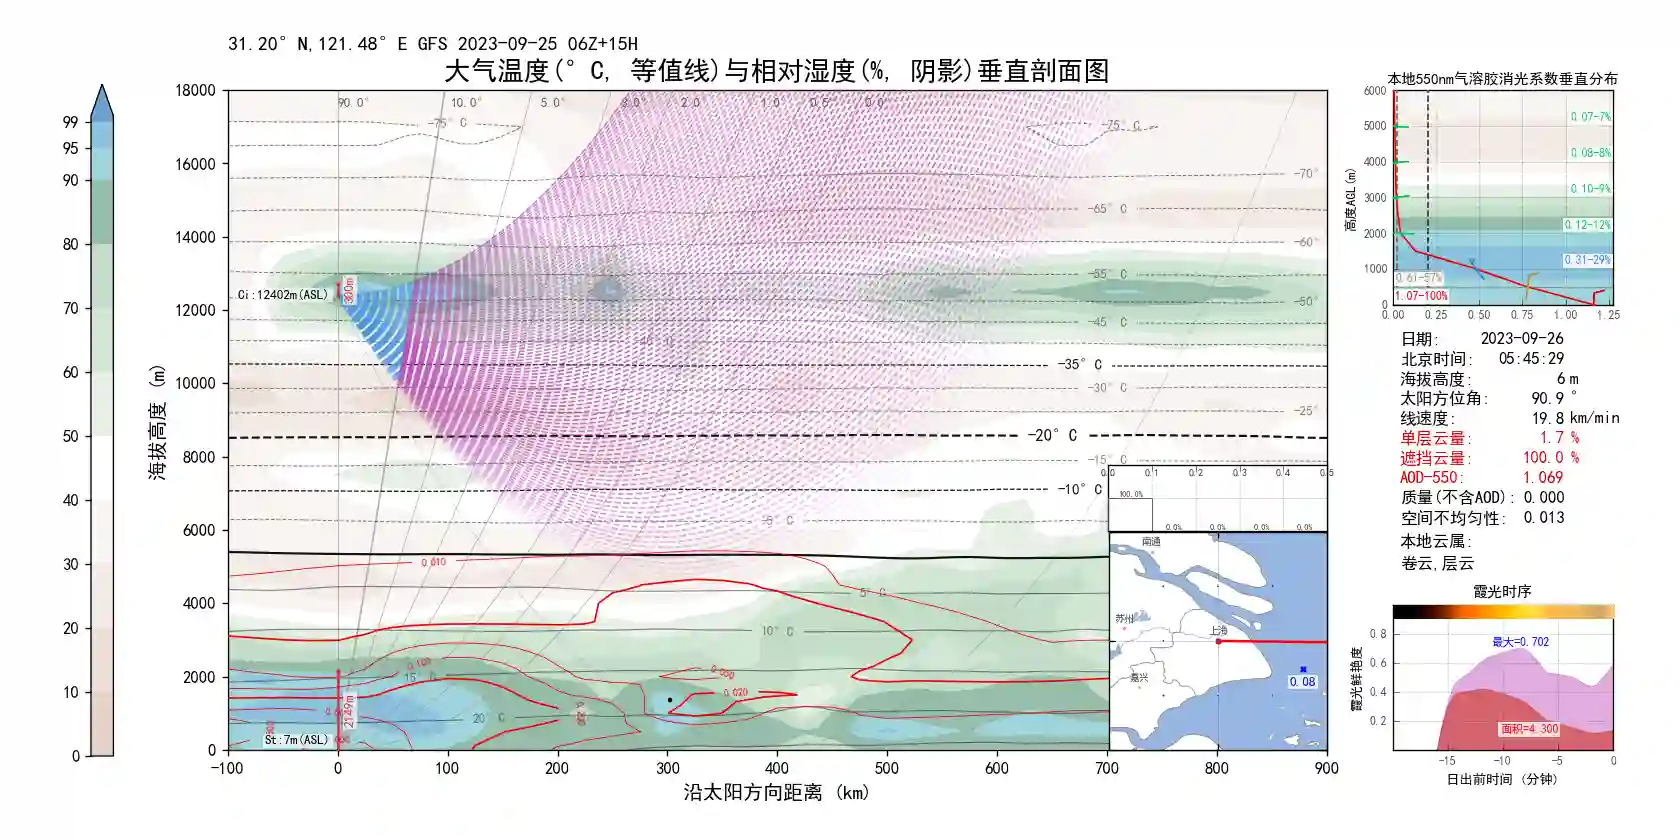 31.20° N,121.48° E GFS 2023-09-25 06Z+15H
大气温度(° C, 等值线)与相对湿度(%, 阴影)垂直剖面图
99
95
90
80
70
60
50
40
30
20
10
0
海拔高度 (m)
18000
16000
14000
12000
10000
8000
6000
4000
2000
0
90.0° 10.0° 5.0° 3.0° 2.0 1.0 0.5 0.0
-75° C -75° C
-70°
-65° C
-60°
-55° C
-50°
-45° C
-35° C
-30° C
-25°
-20° C
-15° C
-10° C
-5° C
5° C
10° C
15° C
20 C
Ci:12402m(ASL)
300m
0.010
0.100
0.050
0.020
2149m
St:7m(ASL)
-100 0 100 200 300 400 500 600 700 800 900
沿太阳方向距离 (km)
0.0 0.1 0.2 0.3 0.4 0.5
100.0%
0.0% 0.0% 0.0% 0.0%
南通
苏州
上海
嘉兴
0.08
本地550nm气溶胶消光系数垂直分布
高度AGL(m)
6000
5000
4000
3000
2000
1000
0
0.07-7%
0.08-8%
0.10-9%
0.12-12%
0.31-29%
0.61-57%
1.07-100%
0.00 0.25 0.50 0.75 1.00 1.25
日期: 2023-09-26
北京时间: 05:45:29
海拔高度: 6 m
太阳方位角: 90.9 °
线速度: 19.8 km/min
单层云量: 1.7 %
遮挡云量: 100.0 %
AOD-550: 1.069
质量(不含AOD): 0.000
空间不均匀性: 0.013
本地云属:
卷云,层云
霞光时序
霞光鲜艳度
0.8
0.6
0.4
0.2
最大=0.702
面积=4.300
-15 -10 -5 0
日出前时间 (分钟)